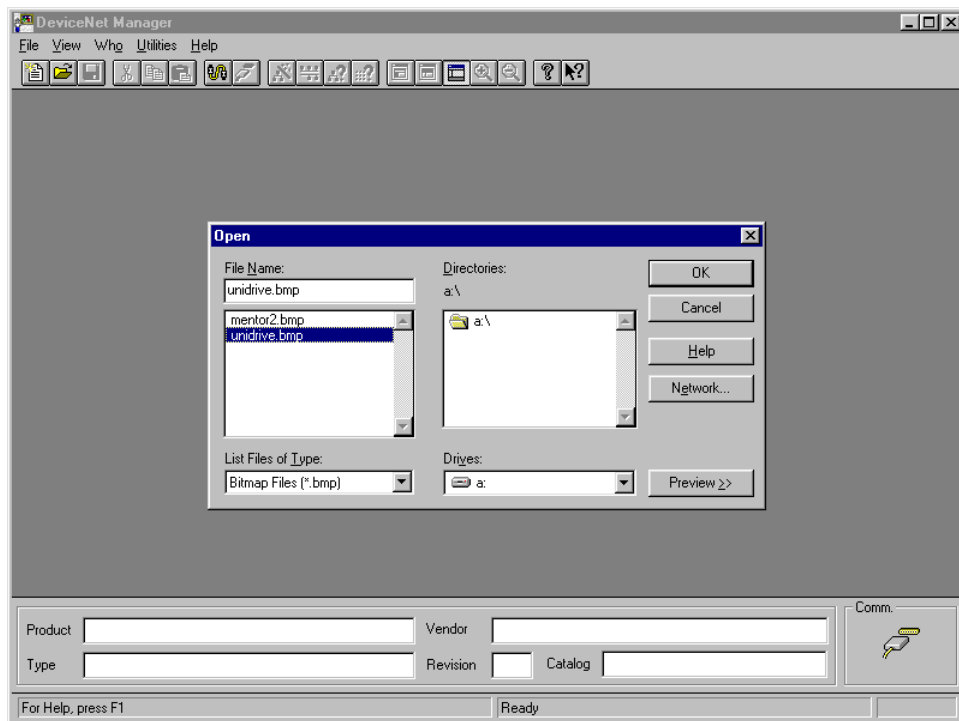 DeviceNet Manager
File View Who Utilities Help
Open
File Name:
unidrive.bmp
mentor2.bmp
unidrive.bmp
List Files of Type:
Bitmap Files (*.bmp)
Directories:
a:\
a:\
Drives:
a:
OK
Cancel
Help
Network...
Preview >>
Product
Vendor
Type
Revision
Catalog
Comm.
For Help, press F1
Ready